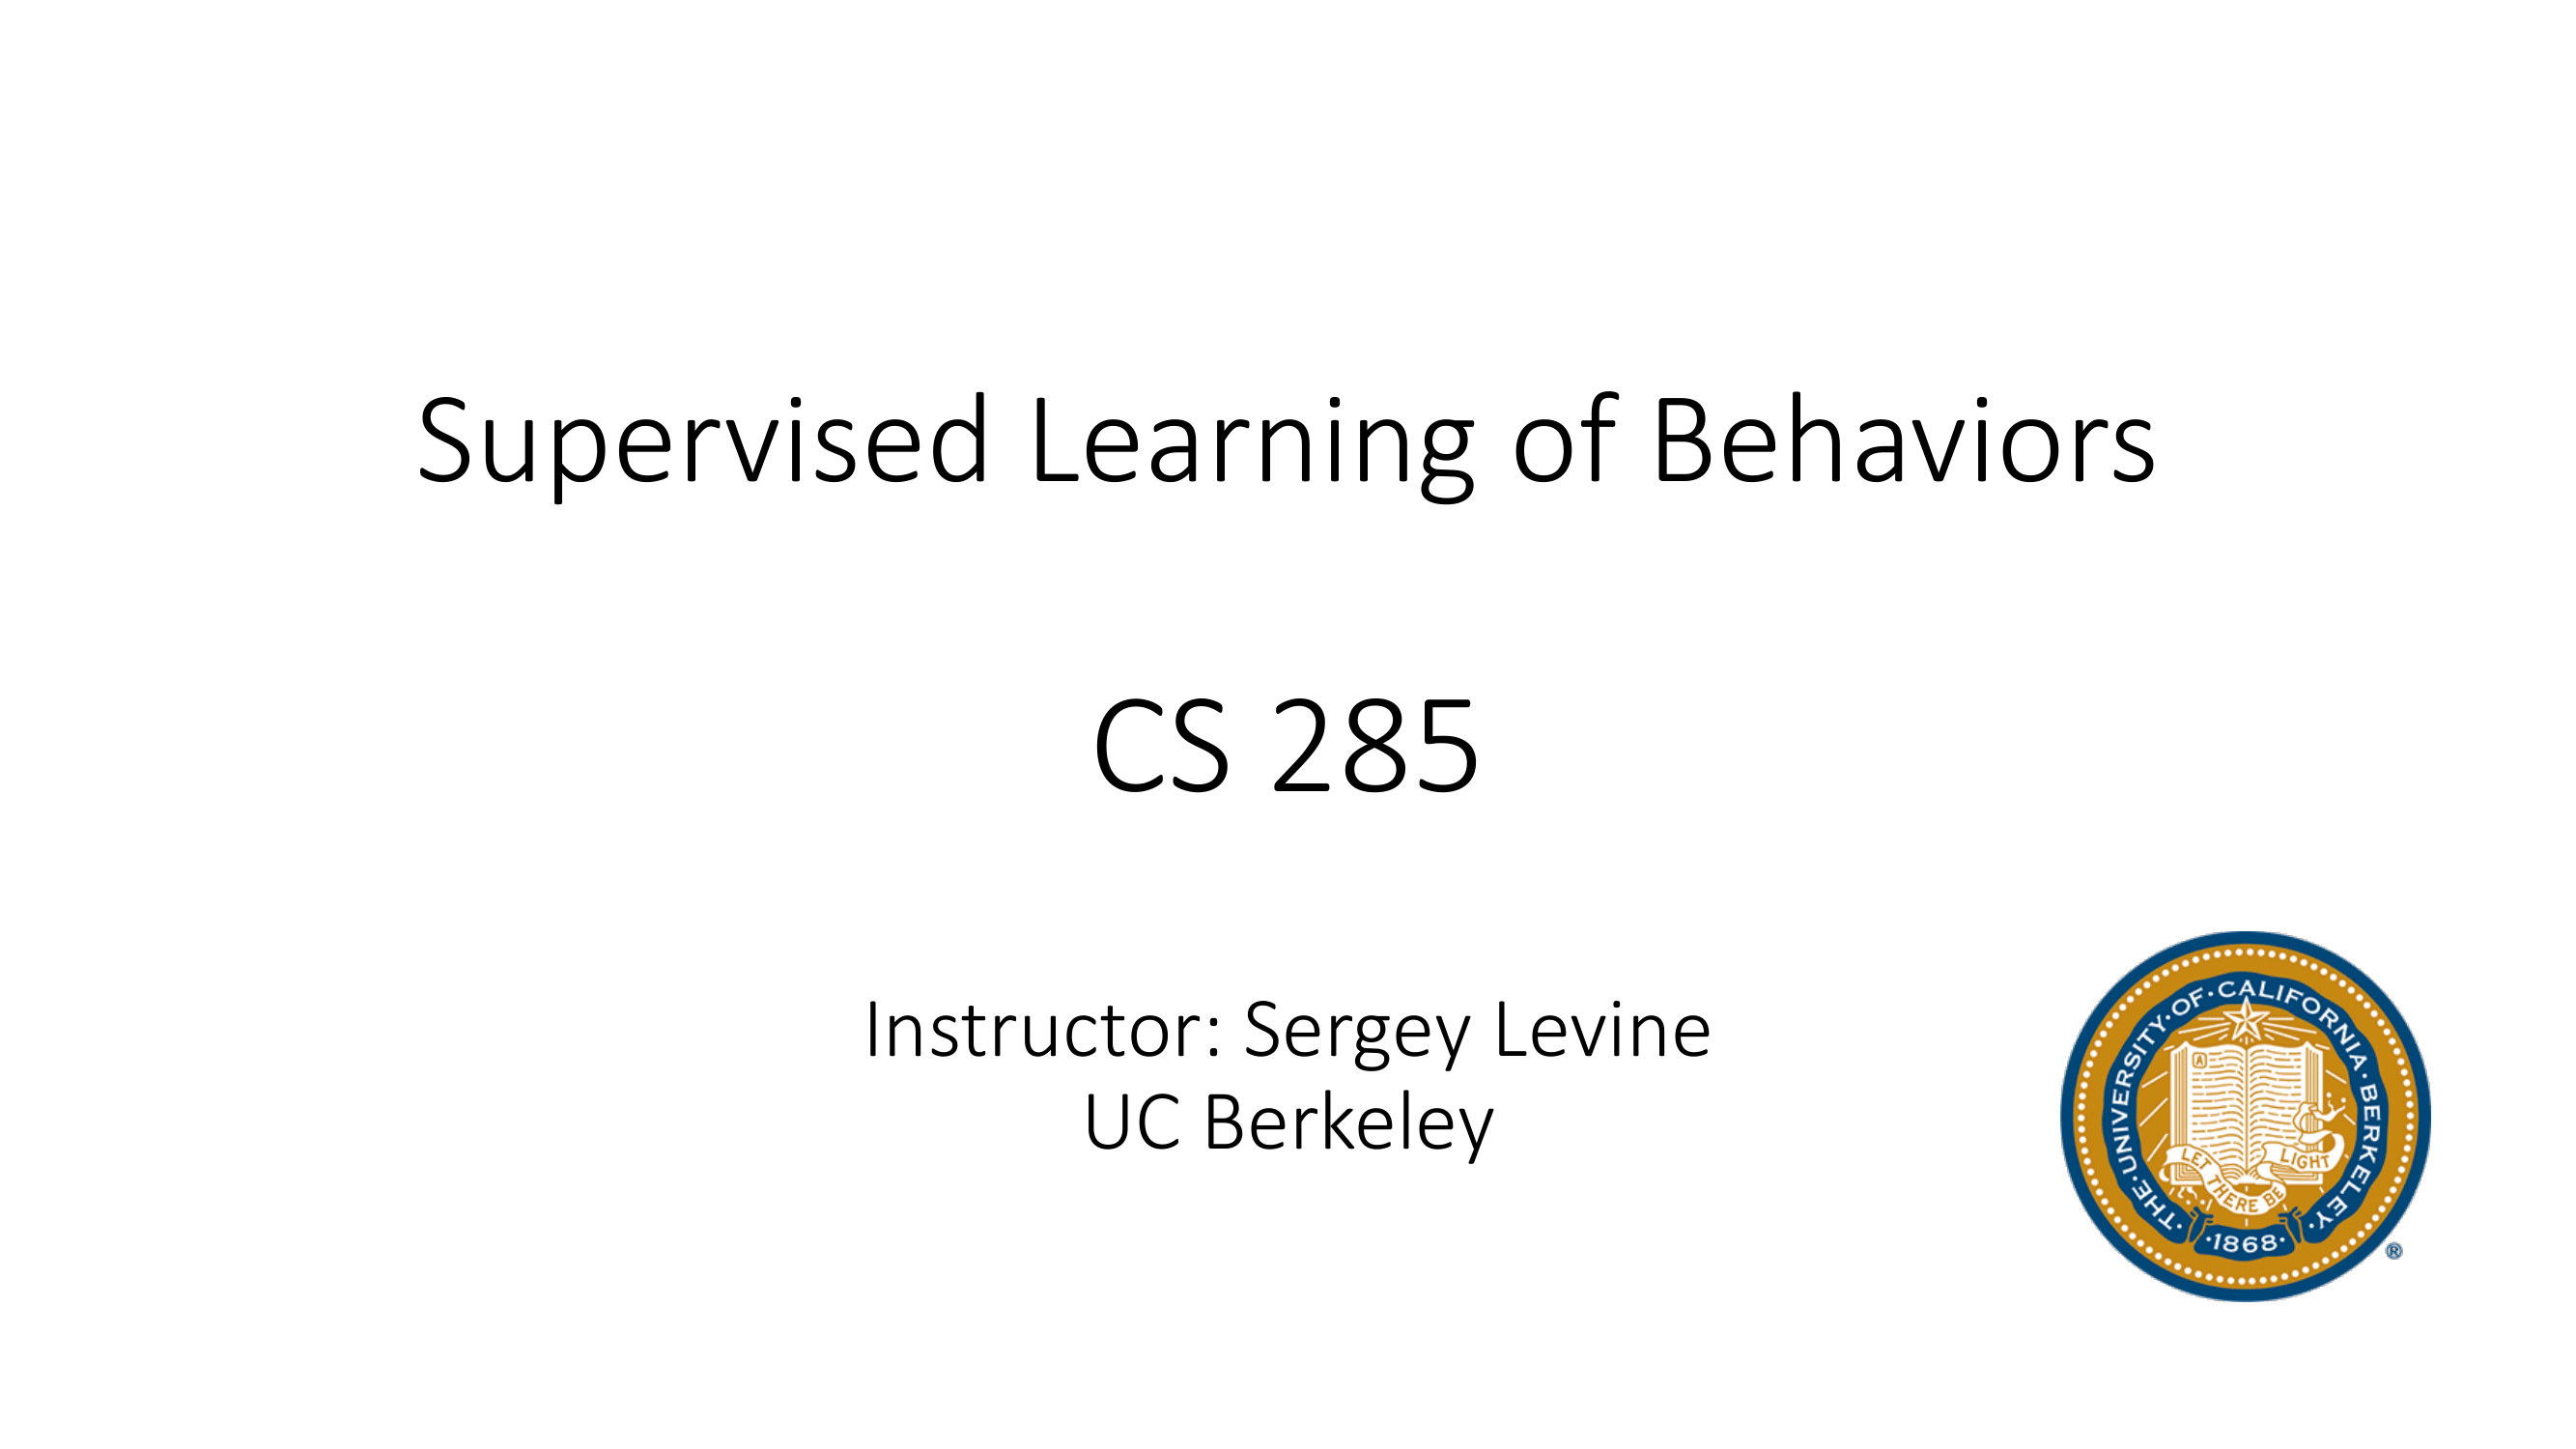 Supervised Learning of Behaviors
CS 285
Instructor: Sergey Levine
UC Berkeley
THE·UNIVERSITY·OF·CALIFORNIA·BERKELEY
A
LET THERE BE LIGHT
·1868·
®